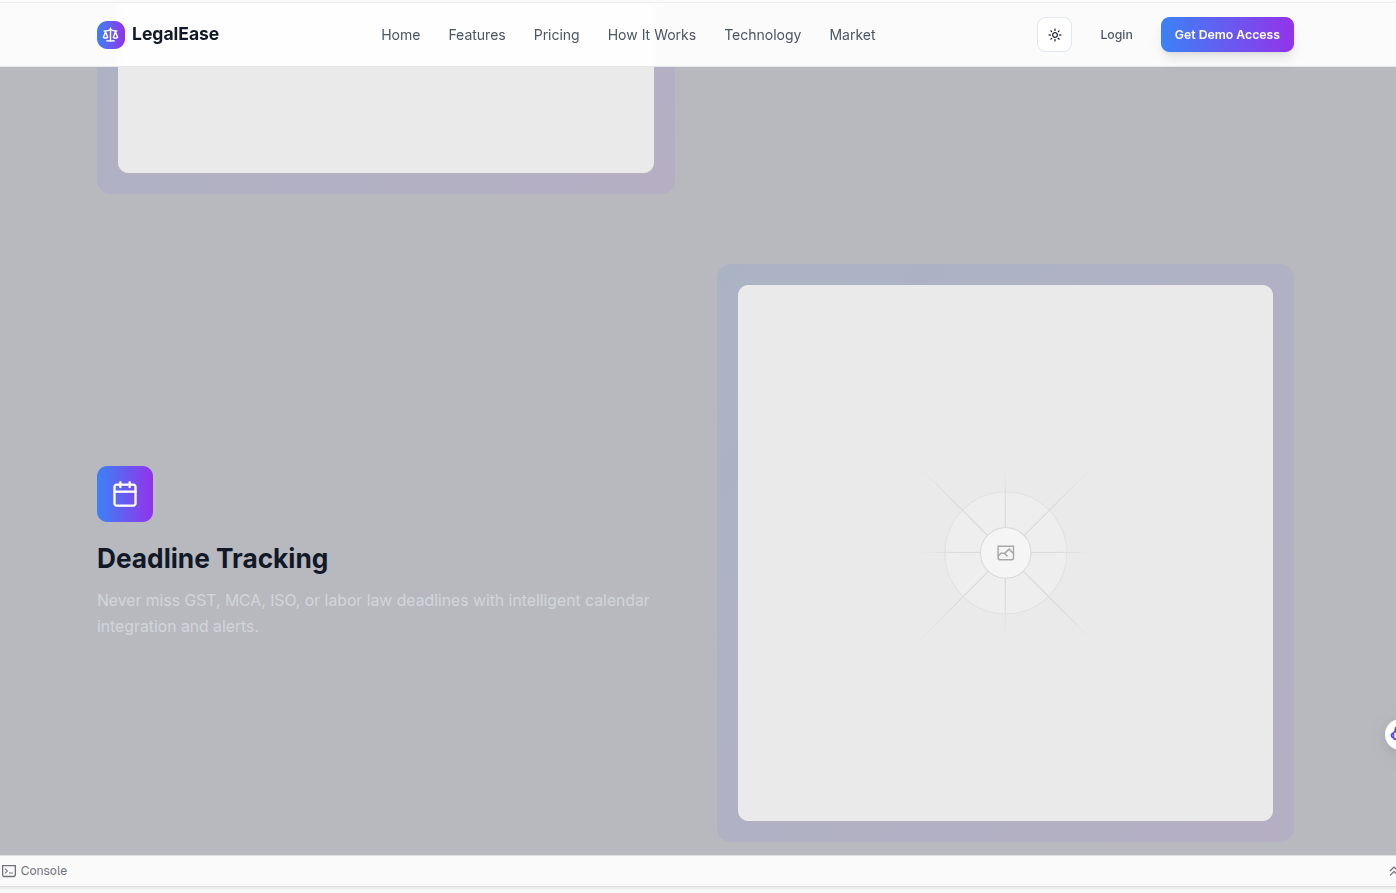 LegalEase
Home Features Pricing How It Works Technology Market
Login
Get Demo Access
Deadline Tracking
Never miss GST, MCA, ISO, or labor law deadlines with intelligent calendar
integration and alerts.
Console